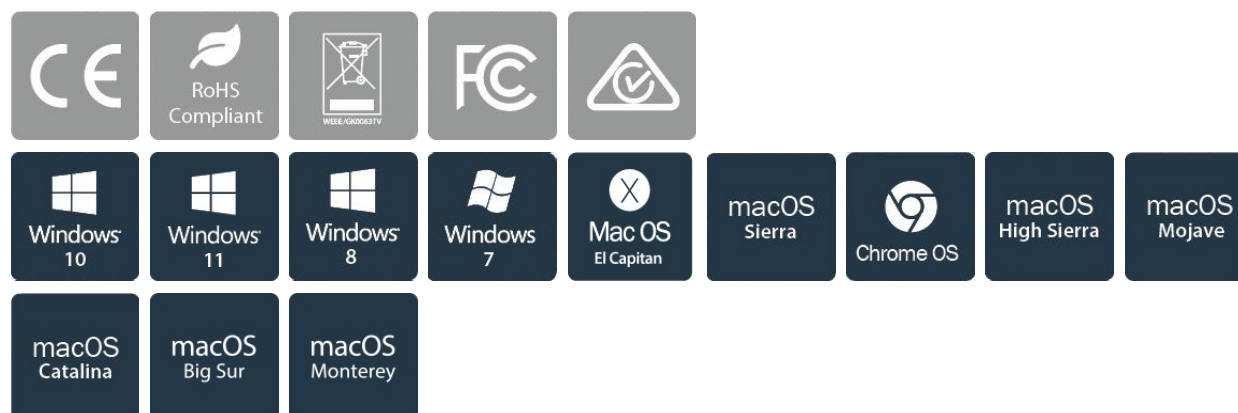 CE
RoHS
Compliant
WEEE/GK0063TV
FC
Windows
10
Windows
11
Windows
8
Windows
7
X
Mac OS
El Capitan
macOS
Sierra
Chrome OS
macOS
High Sierra
macOS
Mojave
macOS
Catalina
macOS
Big Sur
macOS
Monterey